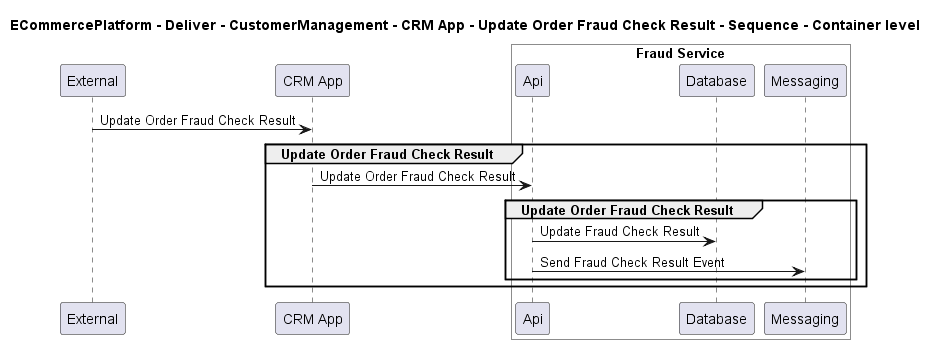 ECommercePlatform - Deliver - CustomerManagement - CRM App - Update Order Fraud Check Result - Sequence - Container level
Fraud Service
External
CRM App
Api
Database
Messaging
Update Order Fraud Check Result
Update Order Fraud Check Result
Update Order Fraud Check Result
Update Order Fraud Check Result
Update Fraud Check Result
Send Fraud Check Result Event
External
CRM App
Api
Database
Messaging